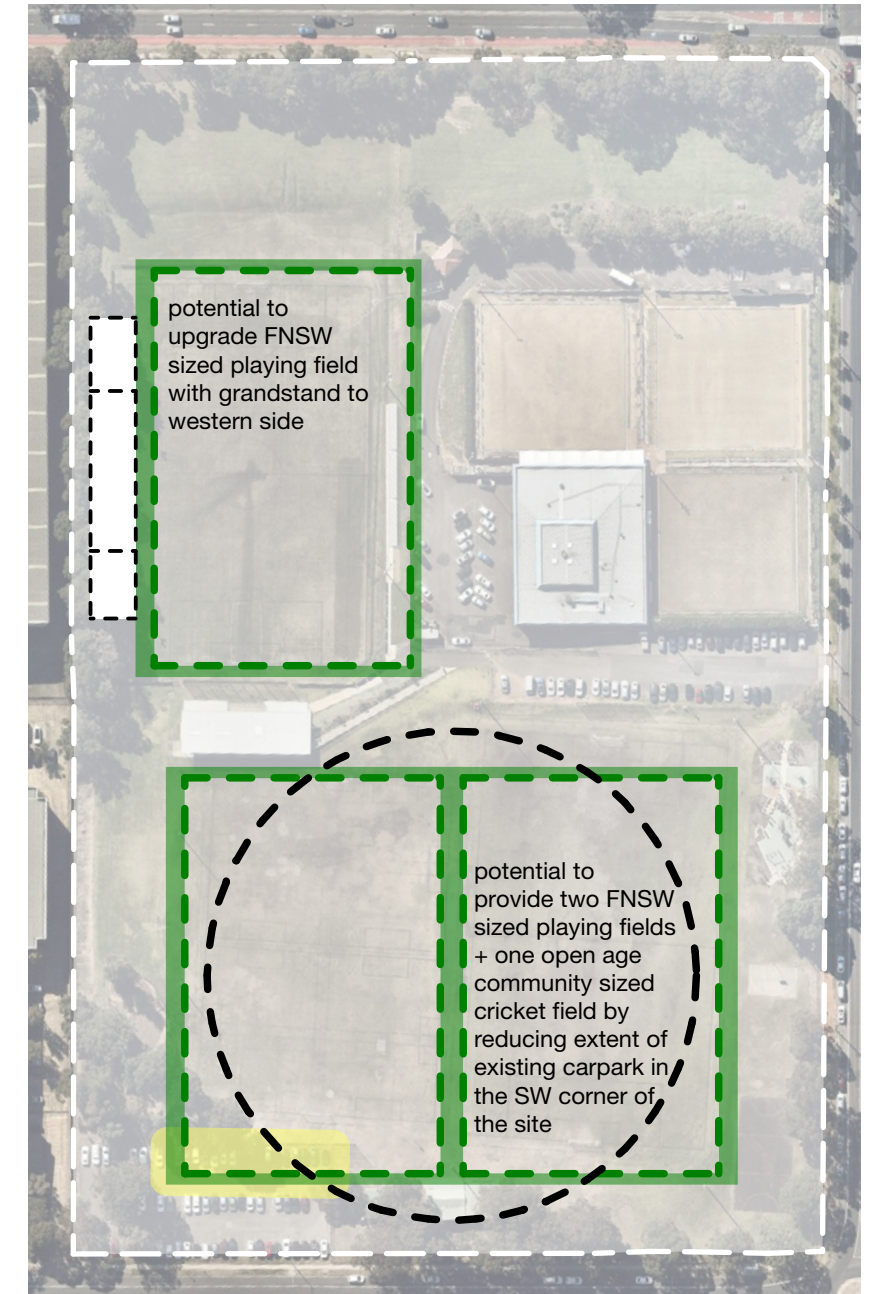 potential to
upgrade FNSW
sized playing field
with grandstand to
western side
potential to
provide two FNSW
sized playing fields
+ one open age
community sized
cricket field by
reducing extent of
existing carpark in
the SW corner of
the site